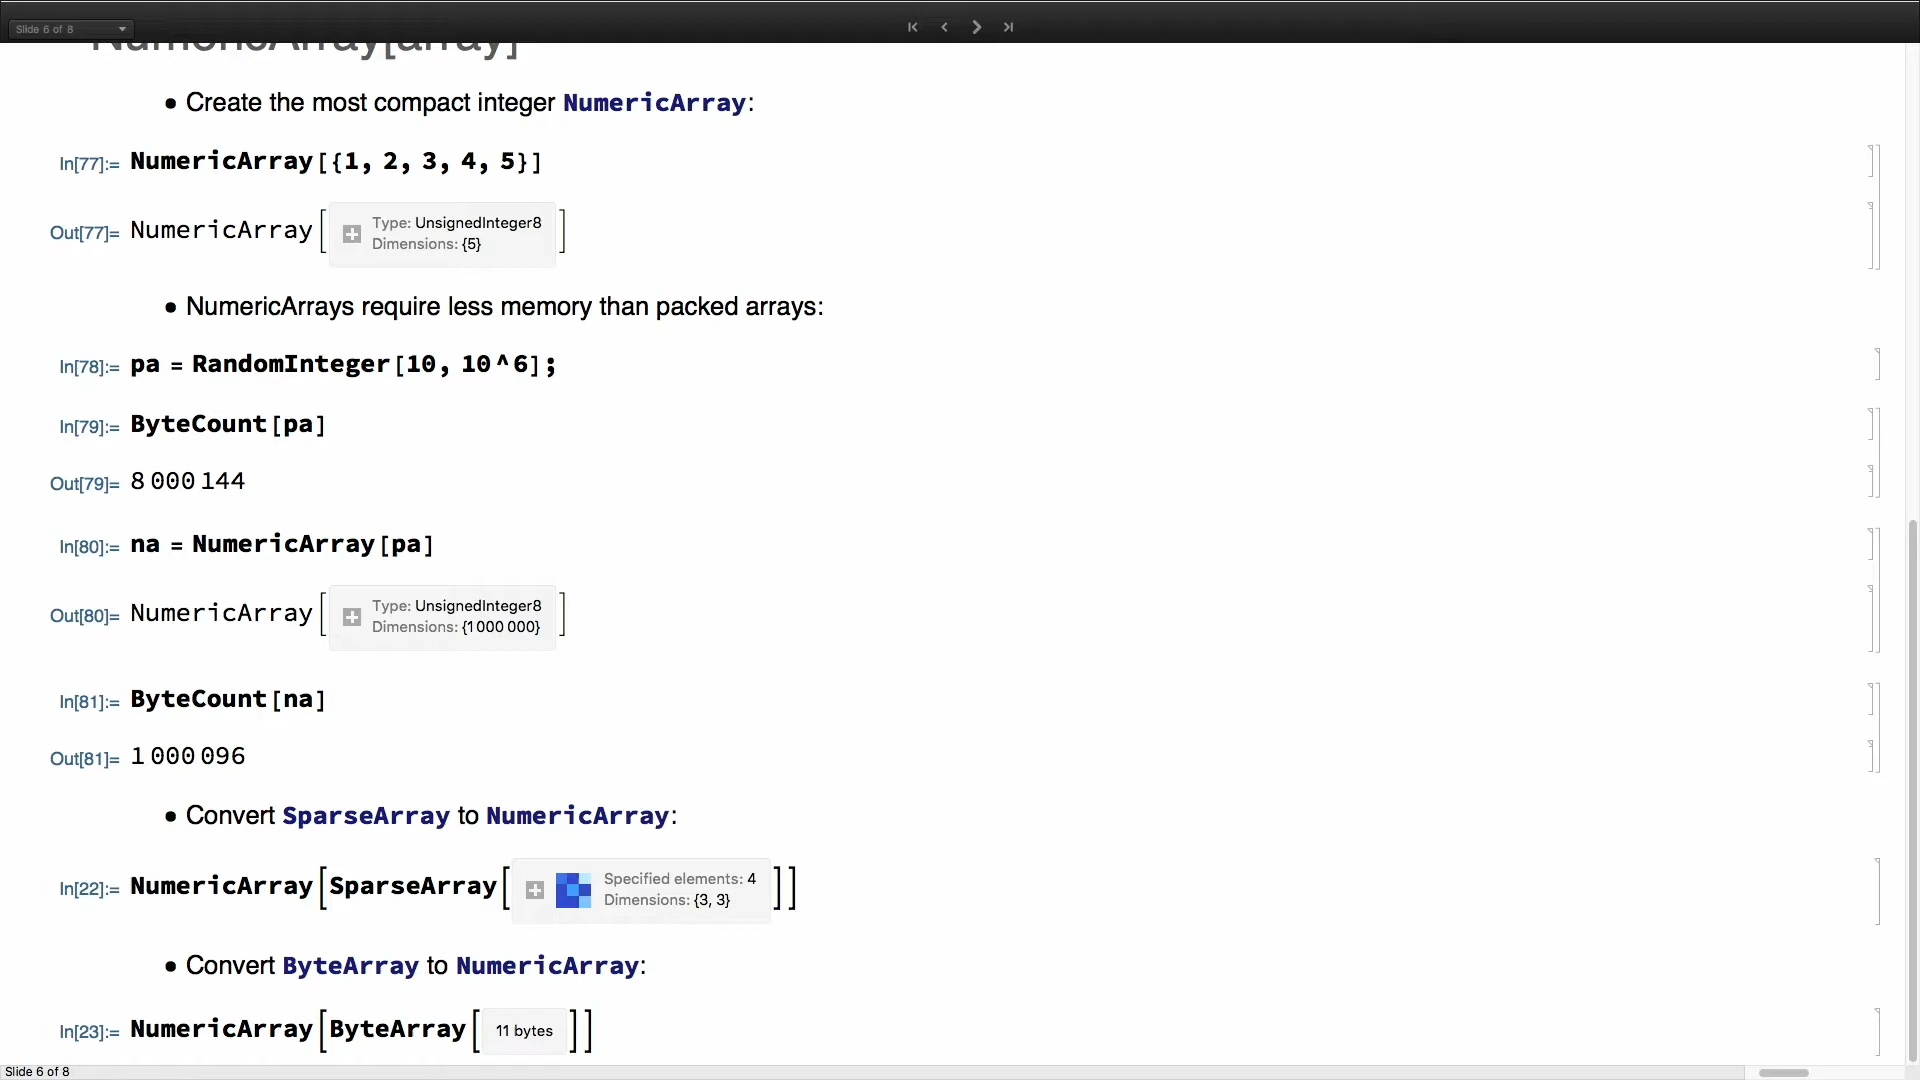 Slide 6 of 8
NumericArray[array]
• Create the most compact integer NumericArray:
In[77]:= NumericArray[{1, 2, 3, 4, 5}]
Out[77]= NumericArray[ Type: UnsignedInteger8
Dimensions: {5} ]
• NumericArrays require less memory than packed arrays:
In[78]:= pa = RandomInteger[10, 10^6];
In[79]:= ByteCount[pa]
Out[79]= 8 000 144
In[80]:= na = NumericArray[pa]
Out[80]= NumericArray[ Type: UnsignedInteger8
Dimensions: {1 000 000} ]
In[81]:= ByteCount[na]
Out[81]= 1 000 096
• Convert SparseArray to NumericArray:
In[22]:= NumericArray[SparseArray[ Specified elements: 4
Dimensions: {3, 3} ]]
• Convert ByteArray to NumericArray:
In[23]:= NumericArray[ByteArray[ 11 bytes ]]
Slide 6 of 8